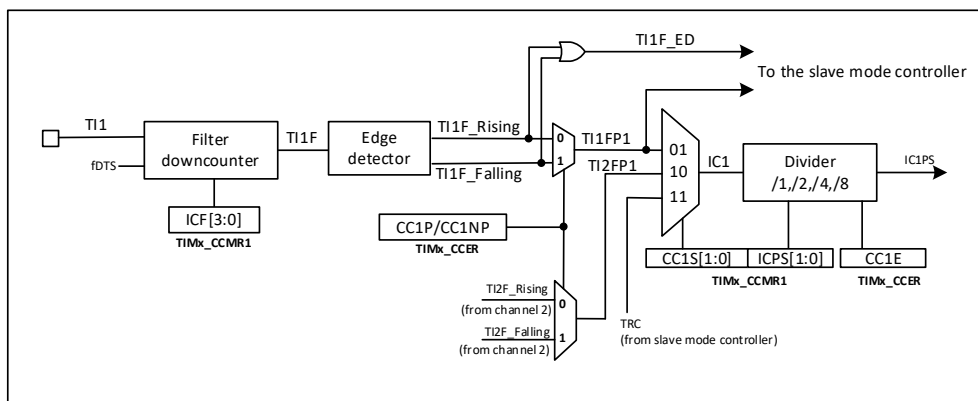 TI1F_ED
To the slave mode controller
TI1
fDTS
Filter
downcounter
TI1F
Edge
detector
TI1F_Rising
TI1F_Falling
0
1
TI1FP1
TI2FP1
01
10
11
IC1
Divider
/1,/2,/4,/8
IC1PS
ICF[3:0]
TIMx_CCMR1
CC1P/CC1NP
TIMx_CCER
CC1S[1:0]
ICPS[1:0]
CC1E
TIMx_CCMR1
TIMx_CCER
TI2F_Rising
(from channel 2)
0
TI2F_Falling
(from channel 2)
1
TRC
(from slave mode controller)